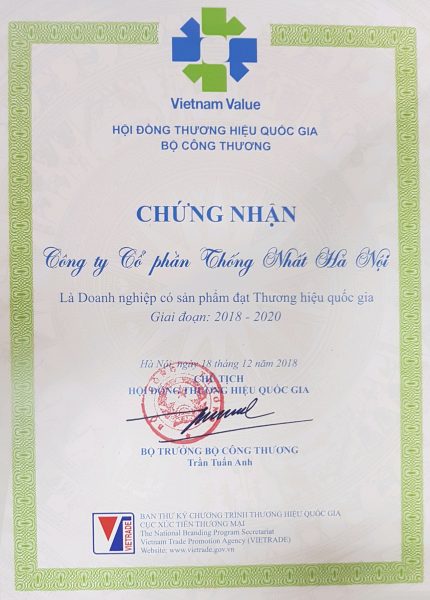 Vietnam Value
HỘI ĐỒNG THƯƠNG HIỆU QUỐC GIA
BỘ CÔNG THƯƠNG
CHỨNG NHẬN
Công ty Cổ phần Thống Nhất Hà Nội
Là Doanh nghiệp có sản phẩm đạt Thương hiệu quốc gia
Giai đoạn: 2018 - 2020
Hà Nội, ngày 18 tháng 12 năm 2018
CHỦ TỊCH
HỘI ĐỒNG THƯƠNG HIỆU QUỐC GIA
BỘ TRƯỞNG BỘ CÔNG THƯƠNG
Trần Tuấn Anh
BAN THƯ KÝ CHƯƠNG TRÌNH THƯƠNG HIỆU QUỐC GIA
CỤC XÚC TIẾN THƯƠNG MẠI
The National Branding Program Secretariat
Vietnam Trade Promotion Agency (VIETRADE)
Website: www.vietrade.gov.vn
VIETRADE